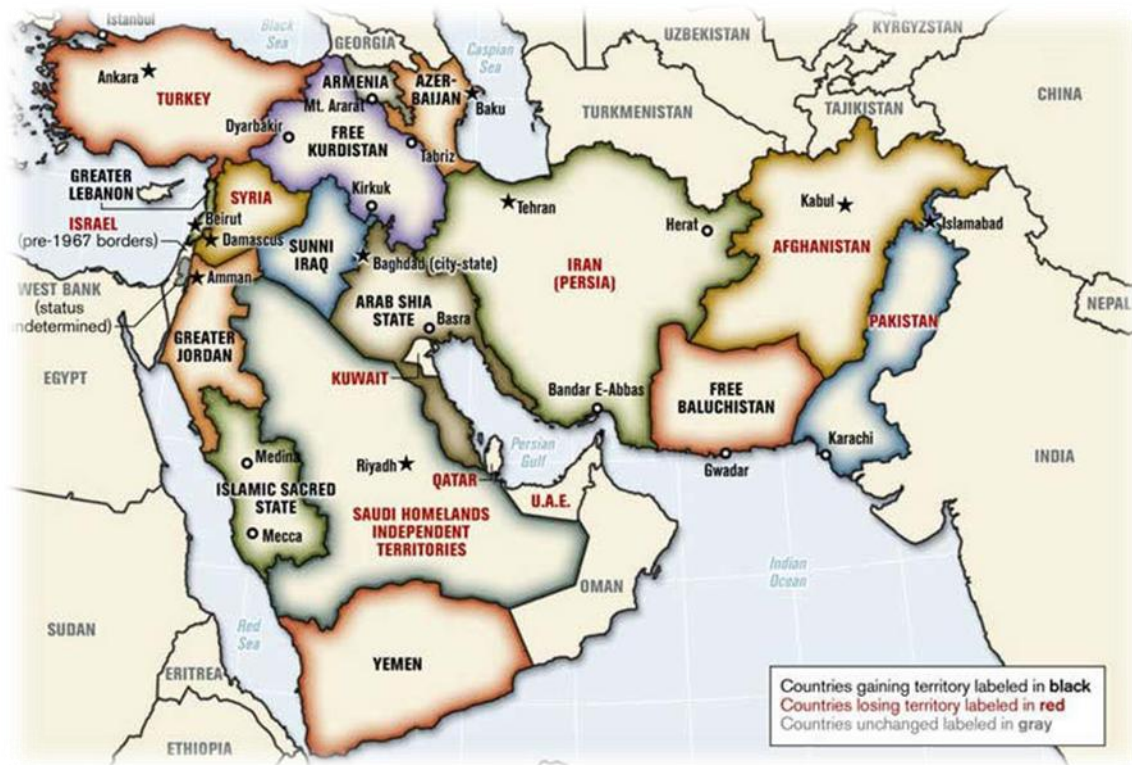 Istanbul
Black
Sea
GEORGIA
Caspian
Sea
UZBEKISTAN
KYRGYZSTAN
Ankara
TURKEY
ARMENIA
Mt. Ararat
AZER-
BAIJAN
Baku
TURKMENISTAN
TAJIKISTAN
CHINA
Dyarbakir
FREE
KURDISTAN
Tabriz
GREATER
LEBANON
SYRIA
Kirkuk
Tehran
Kabul
Islamabad
ISRAEL
(pre-1967 borders)
Beirut
Damascus
SUNNI
IRAQ
Baghdad (city-state)
Herat
AFGHANISTAN
IRAN
(PERSIA)
WEST BANK
(status
ndetermined)
Amman
ARAB SHIA
STATE
Basra
NEPAL
PAKISTAN
GREATER
JORDAN
EGYPT
KUWAIT
Bandar E-Abbas
FREE
BALUCHISTAN
Persian
Gulf
Karachi
Gwadar
INDIA
Medina
Riyadh
QATAR
ISLAMIC SACRED
STATE
U.A.E.
SAUDI HOMELANDS
INDEPENDENT
TERRITORIES
Mecca
Indian
Ocean
OMAN
SUDAN
Red
Sea
YEMEN
ERITREA
ETHIOPIA
Countries gaining territory labeled in black
Countries losing territory labeled in red
Countries unchanged labeled in gray